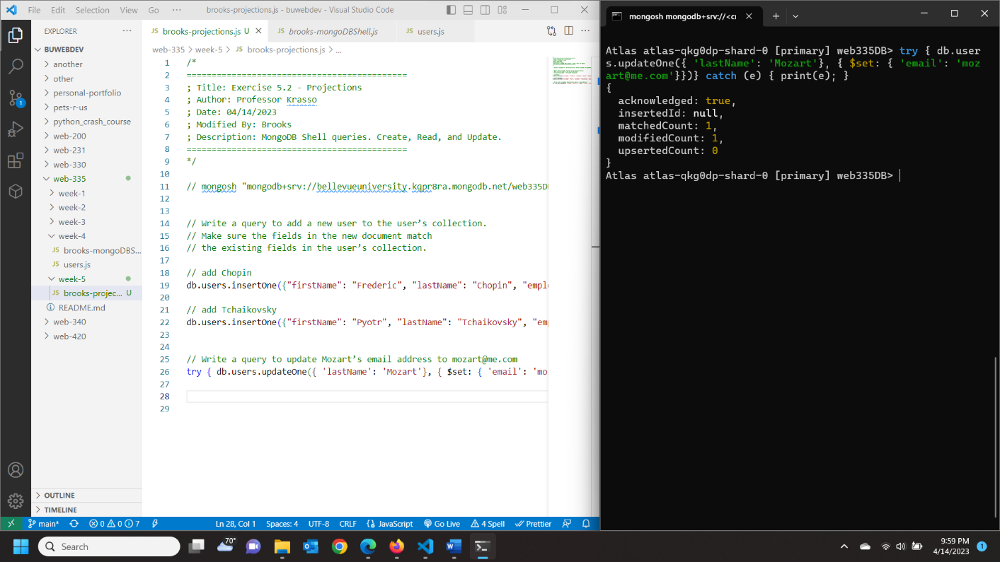 File Edit Selection View Go ··· brooks-projections.js - buwebdev - Visual Studio Code
EXPLORER ···
BUWEBDEV
another
other
personal-portfolio
pets-r-us
python_crash_course
web-200
web-231
web-330
web-335
week-1
week-2
week-3
week-4
JS brooks-mongoDBS...
JS users.js
week-5
JS brooks-projec... U
README.md
web-340
web-420
OUTLINE
TIMELINE
1
JS brooks-projections.js U JS brooks-mongoDBShell.js JS users.js
web-335 > week-5 > JS brooks-projections.js > ...
1 /*
2 ============================================
3 ; Title: Exercise 5.2 - Projections
4 ; Author: Professor Krasso
5 ; Date: 04/14/2023
6 ; Modified By: Brooks
7 ; Description: MongoDB Shell queries. Create, Read, and Update.
8 ============================================
9 */
10
11 // mongosh "mongodb+srv://bellevueuniversity.kqpr8ra.mongodb.net/web335D
12
13
14 // Write a query to add a new user to the user’s collection.
15 // Make sure the fields in the new document match
16 // the existing fields in the user’s collection.
17
18 // add Chopin
19 db.users.insertOne({"firstName": "Frederic", "lastName": "Chopin", "emplo
20
21 // add Tchaikovsky
22 db.users.insertOne({"firstName": "Pyotr", "lastName": "Tchaikovsky", "em
23
24
25 // Write a query to update Mozart’s email address to mozart@me.com
26 try { db.users.updateOne({ 'lastName': 'Mozart'}, { $set: { 'email': 'mo
27
28
29
main* 0 0 7 Ln 28, Col 1 Spaces: 4 UTF-8 CRLF {} JavaScript Go Live 4 Spell Prettier
mongosh mongodb+srv://<cr
Atlas atlas-qkg0dp-shard-0 [primary] web335DB> try { db.user
s.updateOne({ 'lastName': 'Mozart'}, { $set: { 'email': 'moz
art@me.com'}})} catch (e) { print(e); }
{
acknowledged: true,
insertedId: null,
matchedCount: 1,
modifiedCount: 1,
upsertedCount: 0
}
Atlas atlas-qkg0dp-shard-0 [primary] web335DB>
Search 70° 9:59 PM
4/14/2023 1